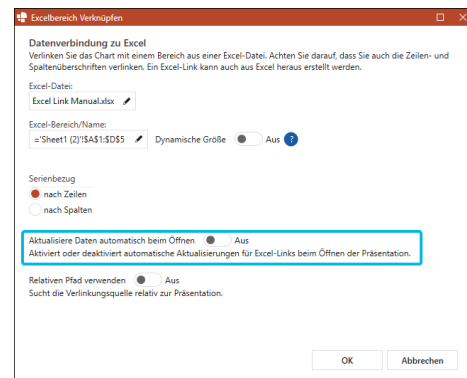 Excelbereich Verknüpfen
Datenverbindung zu Excel
Verlinken Sie das Chart mit einem Bereich aus einer Excel-Datei. Achten Sie darauf, dass Sie auch die Zeilen- und
Spaltenüberschriften verlinken. Ein Excel-Link kann auch aus Excel heraus erstellt werden.
Excel-Datei:
Excel Link Manual.xlsx
Excel-Bereich/Name:
='Sheet1 (2)'!$A$1:$D$5 Dynamische Größe Aus ?
Serienbezug
nach Zeilen
nach Spalten
Aktualisiere Daten automatisch beim Öffnen Aus
Aktiviert oder deaktiviert automatische Aktualisierungen für Excel-Links beim Öffnen der Präsentation.
Relativen Pfad verwenden Aus
Sucht die Verlinkungsquelle relativ zur Präsentation.
OK Abbrechen